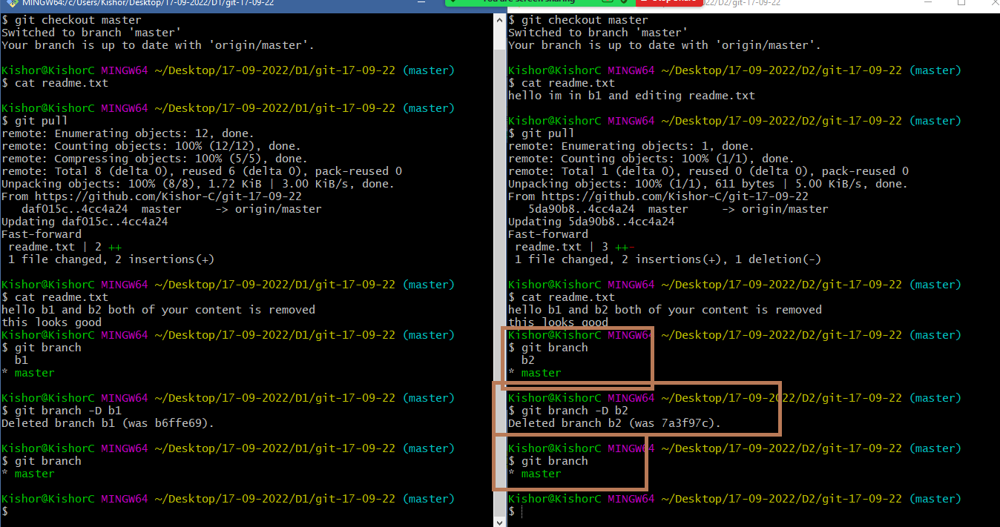 MINGW64:/c/Users/Kishor/Desktop/17-09-2022/D1/git-17-09-22
$ git checkout master
Switched to branch 'master'
Your branch is up to date with 'origin/master'.
Kishor@KishorC MINGW64 ~/Desktop/17-09-2022/D1/git-17-09-22 (master)
$ cat readme.txt
Kishor@KishorC MINGW64 ~/Desktop/17-09-2022/D1/git-17-09-22 (master)
$ git pull
remote: Enumerating objects: 12, done.
remote: Counting objects: 100% (12/12), done.
remote: Compressing objects: 100% (5/5), done.
remote: Total 8 (delta 0), reused 6 (delta 0), pack-reused 0
Unpacking objects: 100% (8/8), 1.72 KiB | 3.00 KiB/s, done.
From https://github.com/Kishor-C/git-17-09-22
daf015c..4cc4a24  master     -> origin/master
Updating daf015c..4cc4a24
Fast-forward
readme.txt | 2 ++
1 file changed, 2 insertions(+)
Kishor@KishorC MINGW64 ~/Desktop/17-09-2022/D1/git-17-09-22 (master)
$ cat readme.txt
hello b1 and b2 both of your content is removed
this looks good
Kishor@KishorC MINGW64 ~/Desktop/17-09-2022/D1/git-17-09-22 (master)
$ git branch
b1
* master
Kishor@KishorC MINGW64 ~/Desktop/17-09-2022/D1/git-17-09-22 (master)
$ git branch -D b1
Deleted branch b1 (was b6ffe69).
Kishor@KishorC MINGW64 ~/Desktop/17-09-2022/D1/git-17-09-22 (master)
$ git branch
* master
Kishor@KishorC MINGW64 ~/Desktop/17-09-2022/D1/git-17-09-22 (master)
$
You are screen sharing
Stop Share
22/D2/git-17-09-22
$ git checkout master
Switched to branch 'master'
Your branch is up to date with 'origin/master'.
Kishor@KishorC MINGW64 ~/Desktop/17-09-2022/D2/git-17-09-22 (master)
$ cat readme.txt
hello im in b1 and editing readme.txt
Kishor@KishorC MINGW64 ~/Desktop/17-09-2022/D2/git-17-09-22 (master)
$ git pull
remote: Enumerating objects: 1, done.
remote: Counting objects: 100% (1/1), done.
remote: Total 1 (delta 0), reused 0 (delta 0), pack-reused 0
Unpacking objects: 100% (1/1), 611 bytes | 5.00 KiB/s, done.
From https://github.com/Kishor-C/git-17-09-22
5da90b8..4cc4a24  master     -> origin/master
Updating 5da90b8..4cc4a24
Fast-forward
readme.txt | 3 ++-
1 file changed, 2 insertions(+), 1 deletion(-)
Kishor@KishorC MINGW64 ~/Desktop/17-09-2022/D2/git-17-09-22 (master)
$ cat readme.txt
hello b1 and b2 both of your content is removed
this looks good
Kishor@KishorC MINGW64 ~/Desktop/17-09-2022/D2/git-17-09-22 (master)
$ git branch
b2
* master
Kishor@KishorC MINGW64 ~/Desktop/17-09-2022/D2/git-17-09-22 (master)
$ git branch -D b2
Deleted branch b2 (was 7a3f97c).
Kishor@KishorC MINGW64 ~/Desktop/17-09-2022/D2/git-17-09-22 (master)
$ git branch
* master
Kishor@KishorC MINGW64 ~/Desktop/17-09-2022/D2/git-17-09-22 (master)
$